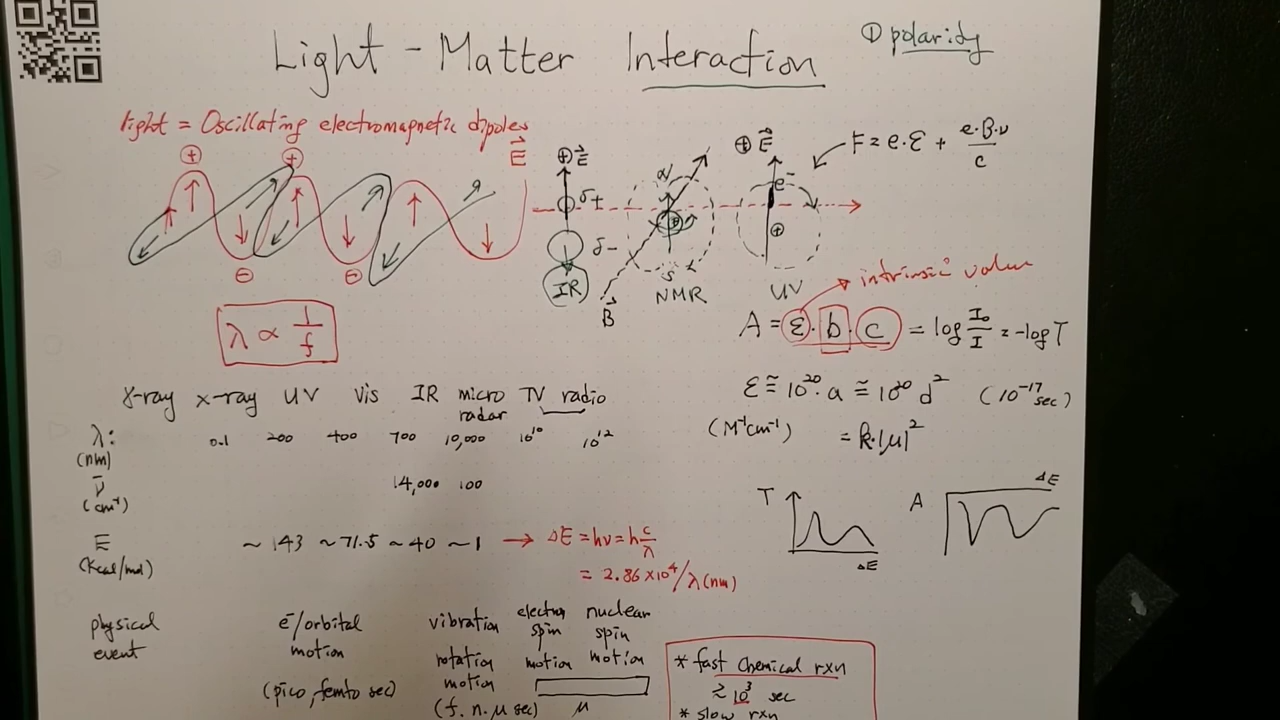 Light - Matter Interaction
① polarity
light = Oscillating electromagnetic dipoles
⊕ ⊕ E⃗
⊖ ⊖
⊕ E⃗
δ+
δ-
IR
α
S
B⃗
NMR
⊕ E⃗
e⁻
⊕
UV
F = e·ε + e·B·ν/c
intrinsic value
λ ∝ 1/f
A = ε·b·c = log I₀/I = -log T
ε ≅ 10²⁰·a ≅ 10²⁰ d² (10⁻¹⁷ sec)
(M⁻¹cm⁻¹) = k·|μ|²
γ-ray x-ray UV Vis IR micro radar TV radio
λ: (nm) 0.1 200 400 700 10,000 10¹⁰ 10¹²
ν̄ (cm⁻¹) 14,000 100
E (Kcal/mol) ~ 143 ~ 71.5 ~ 40 ~ 1 → ΔE = hν = h c/λ
= 2.86 × 10⁴/λ(nm)
T
ΔE
A
ΔE
physical event
e⁻/orbital motion
(pico, femto sec)
vibration
rotation motion
(f. n. μ sec)
electron spin motion
nuclear spin motion
μ
* fast chemical rxn
≈ 10³ sec
* slow rxn